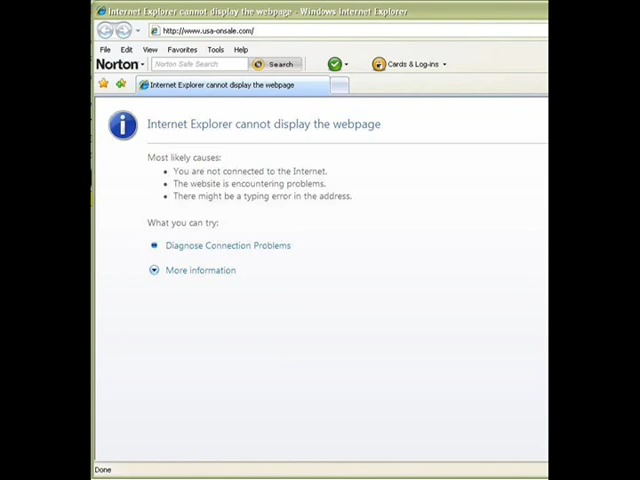 Internet Explorer cannot display the webpage - Windows Internet Explorer
http://www.usa-onsale.com/
File Edit View Favorites Tools Help
Norton Norton Safe Search Search Cards & Log-ins
Internet Explorer cannot display the webpage
Internet Explorer cannot display the webpage
Most likely causes:
You are not connected to the Internet.
The website is encountering problems.
There might be a typing error in the address.
What you can try:
Diagnose Connection Problems
More information
Done